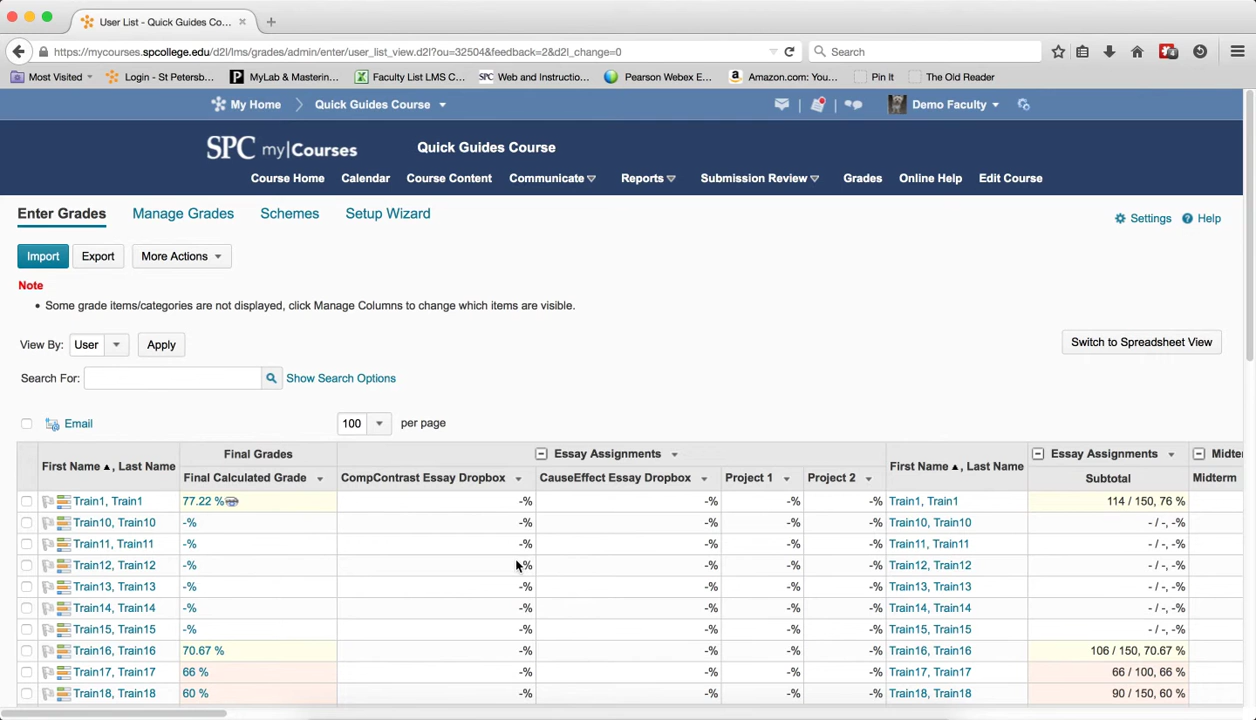 User List - Quick Guides Co...
https://mycourses.spcollege.edu/d2l/lms/grades/admin/enter/user_list_view.d2l?ou=32504&feedback=2&d2l_change=0
Search
Most Visited
Login - St Petersb...
MyLab & Masterin...
Faculty List LMS C...
SPC Web and Instructio...
Pearson Webex E...
Amazon.com: You...
Pin It
The Old Reader
My Home
Quick Guides Course
Demo Faculty
SPC my|Courses
Quick Guides Course
Course Home Calendar Course Content Communicate Reports Submission Review Grades Online Help Edit Course
Enter Grades Manage Grades Schemes Setup Wizard
Settings Help
Import Export More Actions
Note
• Some grade items/categories are not displayed, click Manage Columns to change which items are visible.
View By: User Apply
Switch to Spreadsheet View
Search For: Show Search Options
Email 100 per page
Final Grades Essay Assignments Essay Assignments Midte
First Name ▲, Last Name First Name ▲, Last Name
Final Calculated Grade CompContrast Essay Dropbox CauseEffect Essay Dropbox Project 1 Project 2 Subtotal Midterm
Train1, Train1 77.22 % -% -% -% -% Train1, Train1 114 / 150, 76 %
Train10, Train10 -% -% -% -% -% Train10, Train10 - / -, -%
Train11, Train11 -% -% -% -% -% Train11, Train11 - / -, -%
Train12, Train12 -% -% -% -% -% Train12, Train12 - / -, -%
Train13, Train13 -% -% -% -% -% Train13, Train13 - / -, -%
Train14, Train14 -% -% -% -% -% Train14, Train14 - / -, -%
Train15, Train15 -% -% -% -% -% Train15, Train15 - / -, -%
Train16, Train16 70.67 % -% -% -% -% Train16, Train16 106 / 150, 70.67 %
Train17, Train17 66 % -% -% -% -% Train17, Train17 66 / 100, 66 %
Train18, Train18 60 % -% -% -% -% Train18, Train18 90 / 150, 60 %